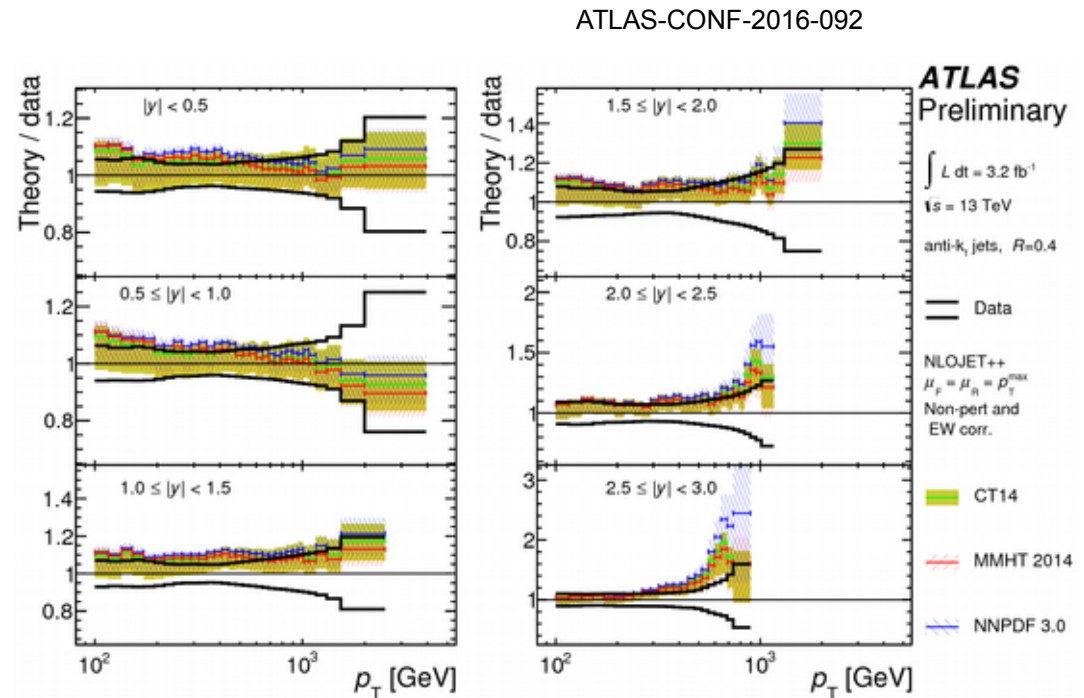 ATLAS-CONF-2016-092
Theory / data
|y| < 0.5
1.2
1
0.8
0.5 ≤ |y| < 1.0
1.2
1
0.8
1.0 ≤ |y| < 1.5
1.4
1.2
1
0.8
10² 10³
p_T [GeV]
Theory / data
1.5 ≤ |y| < 2.0
1.4
1.2
1
0.8
2.0 ≤ |y| < 2.5
2
1.5
1
2.5 ≤ |y| < 3.0
3
2
1
10² 10³
p_T [GeV]
ATLAS
Preliminary
∫ L dt = 3.2 fb⁻¹
√s = 13 TeV
anti-k_t jets, R=0.4
Data
NLOJET++
μ_F = μ_R = p_T^max
Non-pert and
EW corr.
CT14
MMHT 2014
NNPDF 3.0